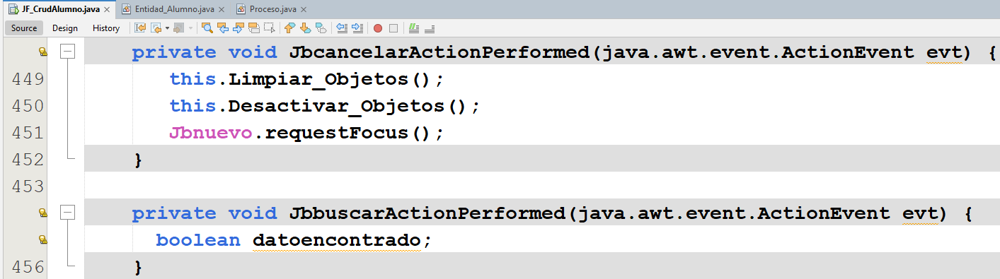 JF_CrudAlumno.java × Entidad_Alumno.java × Proceso.java ×
Source Design History
private void JbcancelarActionPerformed(java.awt.event.ActionEvent evt) {
449 this.Limpiar_Objetos();
450 this.Desactivar_Objetos();
451 Jbnuevo.requestFocus();
452 }
453
private void JbbuscarActionPerformed(java.awt.event.ActionEvent evt) {
boolean datoencontrado;
456 }